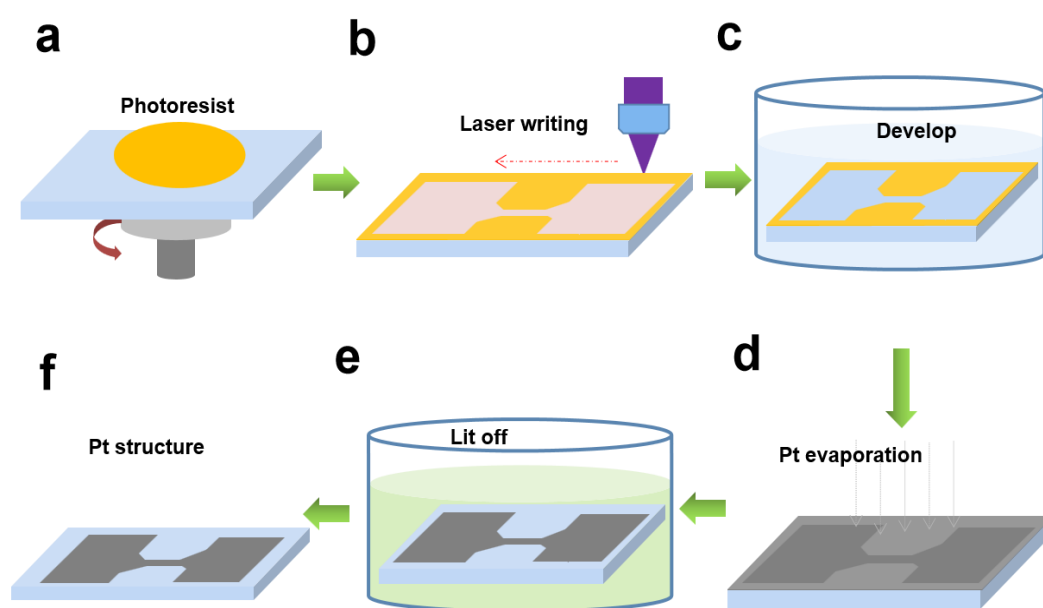 a
Photoresist
b
Laser writing
c
Develop
d
Pt evaporation
e
Lit off
f
Pt structure